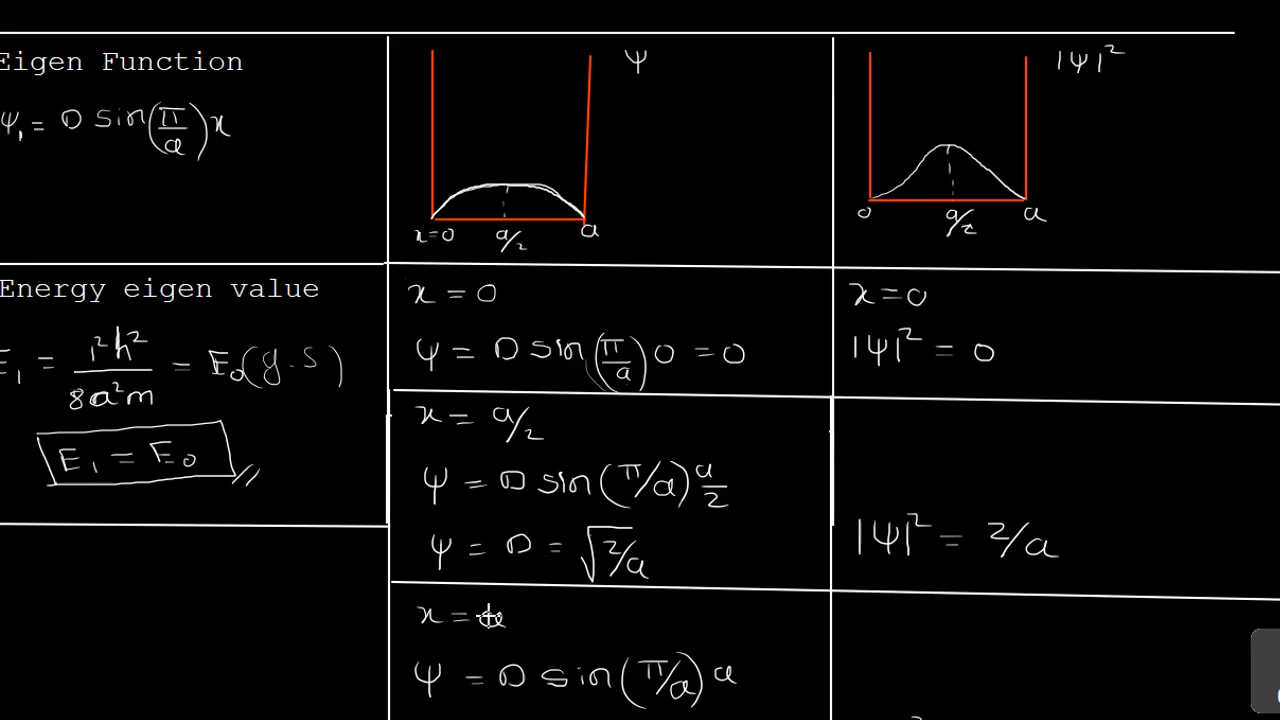 Eigen Function
ψ₁ = D sin(π/a)x
ψ
x=0 a/2 a
|ψ|²
0 a/2 a
Energy eigen value
E₁ = 1²h²/8a²m = E₀(g.s)
E₁ = E₀
x = 0
ψ = D sin(π/a)0 = 0
x=0
|ψ|² = 0
x = a/2
ψ = D sin(π/a)a/2
ψ = D = √2/a
|ψ|² = 2/a
x =
ψ = D sin(π/a)a